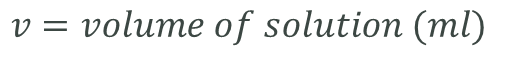 v = volume of solution (ml)